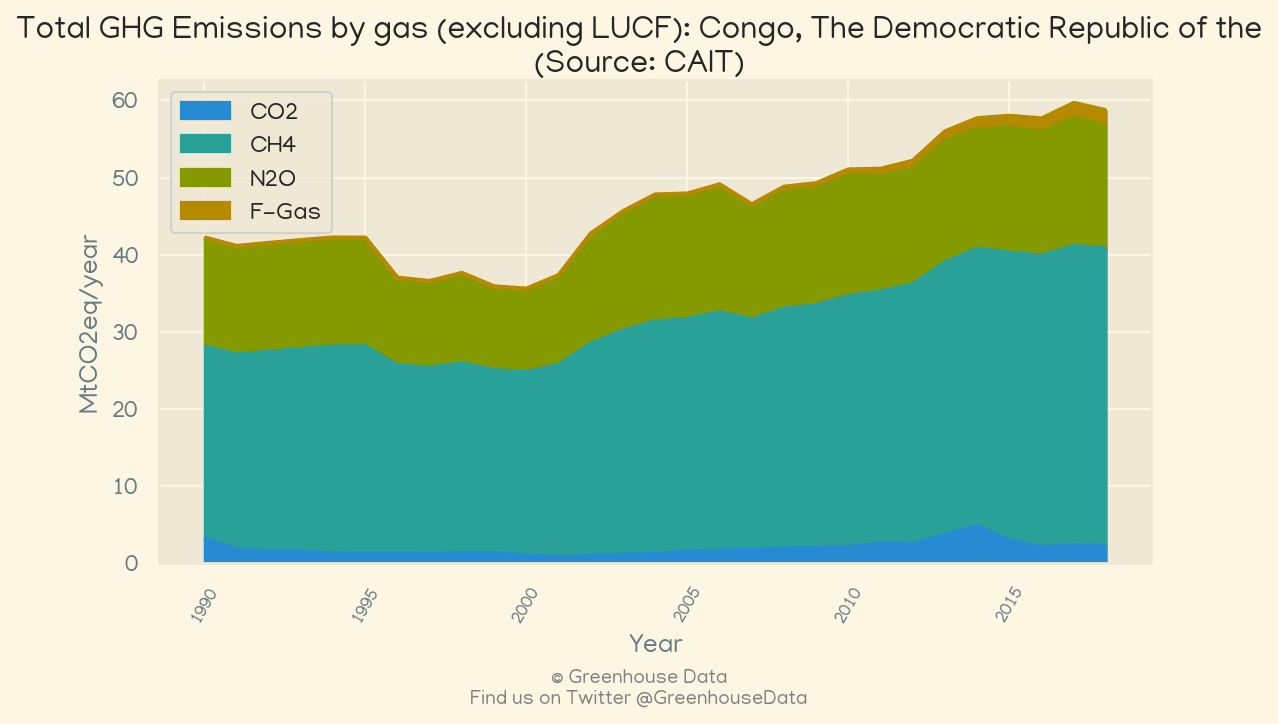 Total GHG Emissions by gas (excluding LUCF): Congo, The Democratic Republic of the
(Source: CAIT)
CO2
CH4
N2O
F-Gas
MtCO2eq/year
60
50
40
30
20
10
0
1990
1995
2000
2005
2010
2015
Year
© Greenhouse Data
Find us on Twitter @GreenhouseData